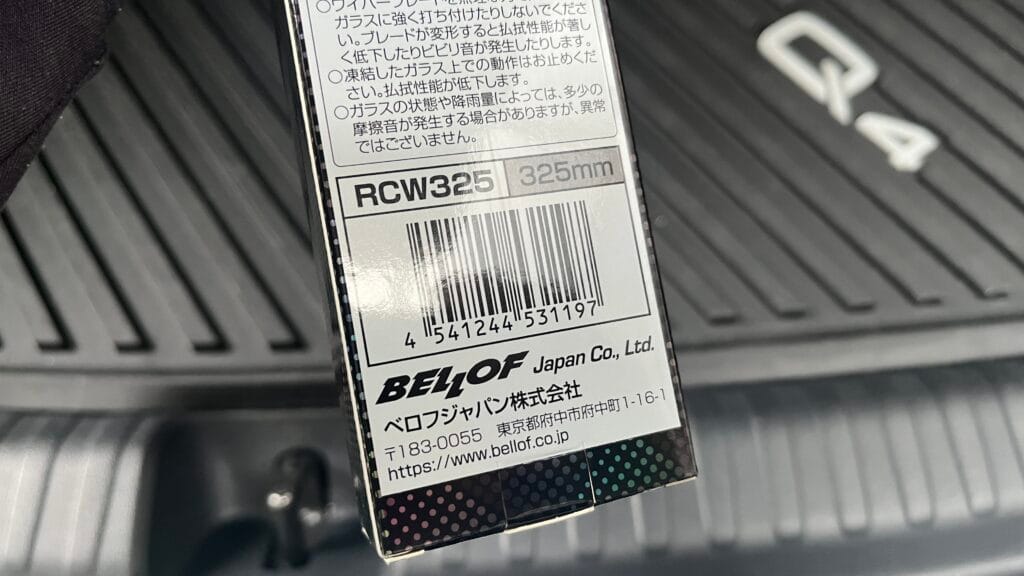 ガラスに強く打ち付けたりしないでくださ
い。ブレードが変形すると払拭性能が著し
く低下したりビビリ音が発生したりします。
○凍結したガラス上での動作はお止めくだ
さい。払拭性能が低下します。
○ガラスの状態や降雨量によっては、多少の
摩擦音が発生する場合がありますが、異常
ではございません。
RCW325 325mm
4 541244 531197
BELLOF Japan Co., Ltd.
ベロフジャパン株式会社
〒183-0055 東京都府中市府中町1-16-1
https://www.bellof.co.jp
Q4